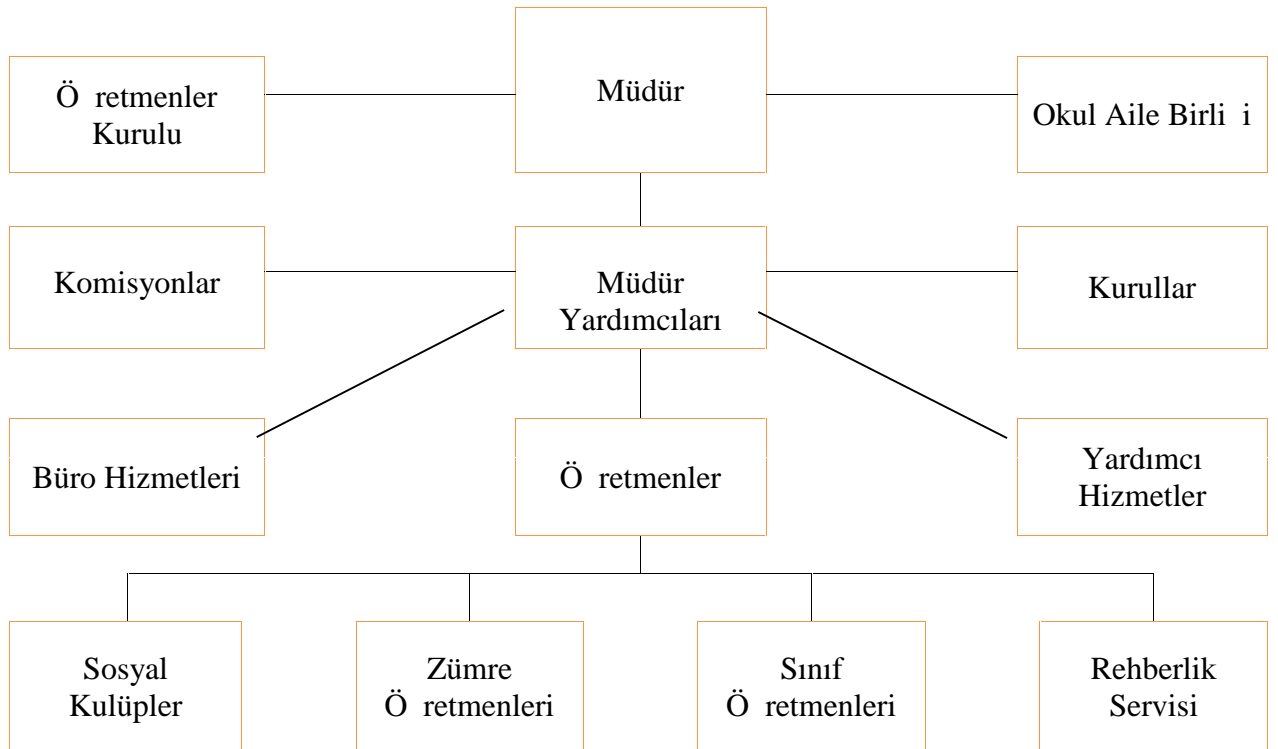 Müdür
Ö retmenler
Kurulu
Okul Aile Birli i
Komisyonlar
Müdür
Yardımcıları
Kurullar
Büro Hizmetleri
Ö retmenler
Yardımcı
Hizmetler
Sosyal
Kulüpler
Zümre
Ö retmenleri
Sınıf
Ö retmenleri
Rehberlik
Servisi